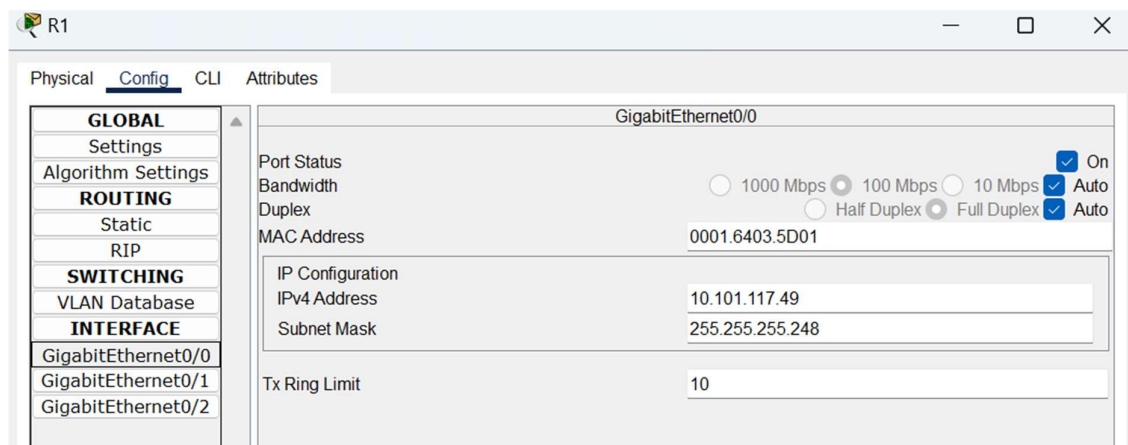 R1
Physical Config CLI Attributes
GLOBAL
Settings
Algorithm Settings
ROUTING
Static
RIP
SWITCHING
VLAN Database
INTERFACE
GigabitEthernet0/0
GigabitEthernet0/1
GigabitEthernet0/2
GigabitEthernet0/0
Port Status On
Bandwidth 1000 Mbps 100 Mbps 10 Mbps Auto
Duplex Half Duplex Full Duplex Auto
MAC Address 0001.6403.5D01
IP Configuration
IPv4 Address 10.101.117.49
Subnet Mask 255.255.255.248
Tx Ring Limit 10